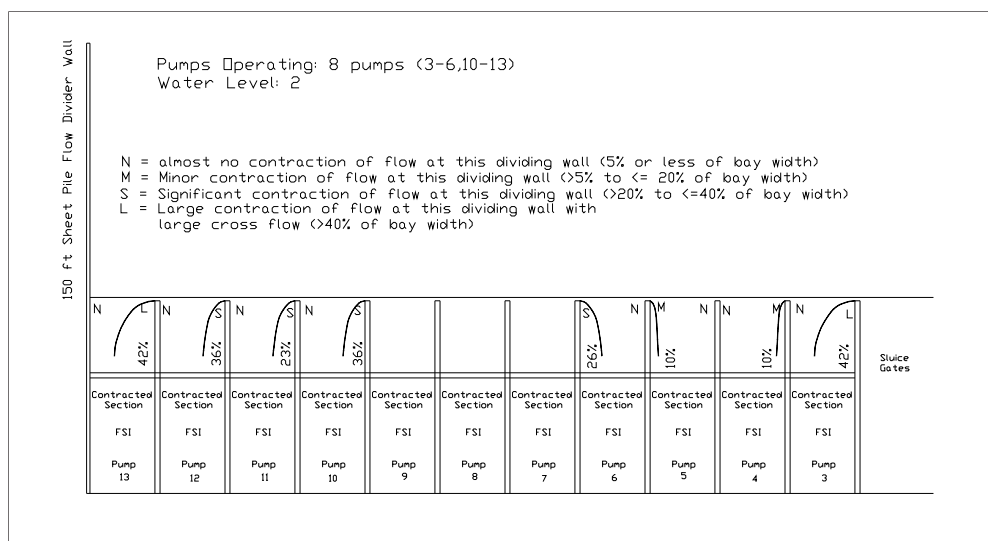 150 ft Sheet Pile Flow Divider Wall
Pumps Operating: 8 pumps (3-6,10-13)
Water Level: 2
N = almost no contraction of flow at this dividing wall (5% or less of bay width)
M = Minor contraction of flow at this dividing wall (>5% to <= 20% of bay width)
S = Significant contraction of flow at this dividing wall (>20% to <=40% of bay width)
L = Large contraction of flow at this dividing wall with
large cross flow (>40% of bay width)
N L N S N S N S S N M N N M N L
42% 36% 23% 36% 26% 10% 10% 42%
Sluice
Gates
Contracted Contracted Contracted Contracted Contracted Contracted Contracted Contracted Contracted Contracted Contracted
Section Section Section Section Section Section Section Section Section Section Section
FSI FSI FSI FSI FSI FSI FSI FSI FSI FSI FSI
Pump Pump Pump Pump Pump Pump Pump Pump Pump Pump Pump
13 12 11 10 9 8 7 6 5 4 3